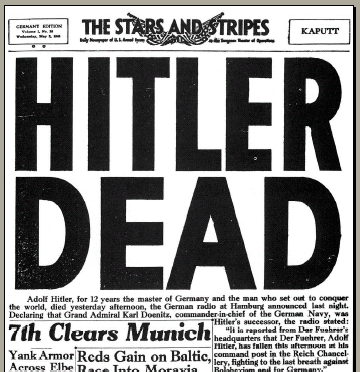 GERMANY EDITION
Volume 1, No.
Wednesday, May 2, 1945
THE STARS AND STRIPES
Daily Newspaper of U.S. Armed Forces in the European Theater of Operations
KAPUTT
HITLER
DEAD
Adolf Hitler, for 12 years the master of Germany and the man who set out to conquer
the world, died yesterday afternoon, the German radio at Hamburg announced last night.
Declaring that Grand Admiral Karl Doenitz, commander-in-chief of the German Navy, was
Hitler's successor, the radio stated:
"It is reported from Der Fuehrer's
headquarters that Der Fuehrer, Adolf
Hitler, has fallen this afternoon at his
command post in the Reich Chancel-
lery, fighting to the last breath against
Bolshevism and for Germany."
7th Clears Munich
Yank Armor
Across Elbe
Reds Gain on Baltic,
Race Into Moravia